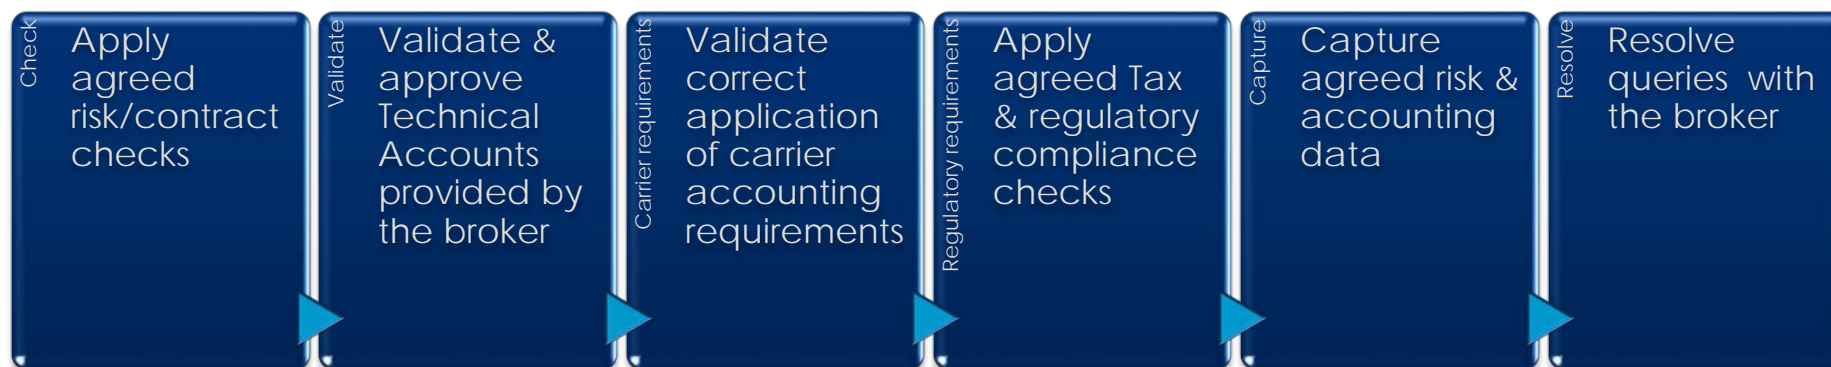 Check
Apply
agreed
risk/contract
checks
Validate
Validate &
approve
Technical
Accounts
provided by
the broker
Carrier requirements
Validate
correct
application
of carrier
accounting
requirements
Regulatory requirements
Apply
agreed Tax
& regulatory
compliance
checks
Capture
Capture
agreed risk &
accounting
data
Resolve
Resolve
queries with
the broker